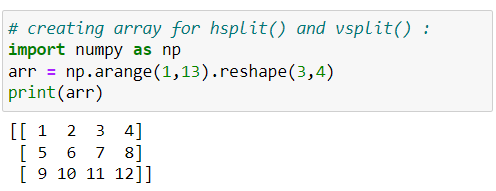 # creating array for hsplit() and vsplit() :
import numpy as np
arr = np.arange(1,13).reshape(3,4)
print(arr)
[[ 1  2  3  4]
 [ 5  6  7  8]
 [ 9 10 11 12]]